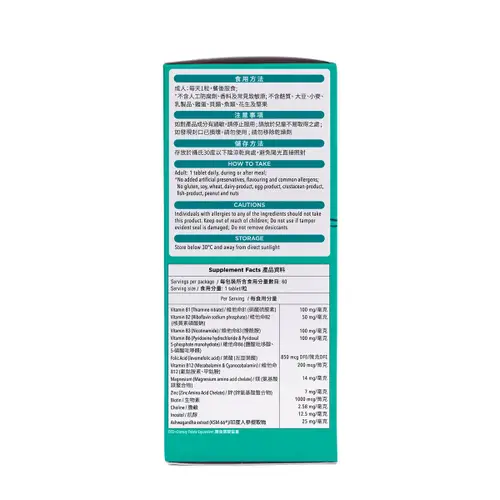 食用方法
成人: 每天1粒, 餐後服食;
*不含人工防腐劑、香料及常見致敏原; 不含麩質、大豆、小麥、
乳製品、雞蛋、貝類、魚類、花生及堅果
注意事項
如對產品成分有過敏, 請停止服用; 請放於兒童不易取得之處;
如發現封口已損壞, 請勿使用; 請勿移除乾燥劑
儲存方法
存放於攝氏30度以下陰涼乾爽處, 避免陽光直接照射
HOW TO TAKE
Adult: 1 tablet daily, during or after meal;
*No added artificial preservatives, flavouring and common allergens;
No gluten, soy, wheat, dairy-product, egg product, crustacean-product,
fish-product, peanut and nuts
CAUTIONS
Individuals with allergies to any of the ingredients should not take
this product. Keep out of reach of children; Do not use if tamper
evident seal is damaged; Do not remove desiccants
STORAGE
Store below 30°C and away from direct sunlight
Supplement Facts 產品資料
Servings per package / 每包裝所含食用分量數目: 60
Serving size / 食用分量: 1 tablet/粒
Per Serving / 每食用分量
Vitamin B1 (Thiamine nitrate) / 維他命B1 (硝酸硫胺素) 100 mg/毫克
Vitamin B2 (Riboflavin sodium phosphate) / 維他命B2 50 mg/毫克
(核黃素磷酸鈉)
Vitamin B3 (Nicotinamide) / 維他命B3 (煙酰胺) 100 mg/毫克
Vitamin B6 (Pyridoxine hydrochloride & Pyridoxal 100 mg/毫克
5-phosphate monohydrate) / 維他命B6 (鹽酸吡哆醇、
5-磷酸吡哆醛)
Folic Acid (levomefolic acid) / 葉酸 (左旋葉酸) 850 mcg DFE/微克DFE
Vitamin B12 (Mecobalamin & Cyanocobalamin) / 維他命 200 mcg/微克
B12 (氰鈷胺素、甲鈷胺)
Magnesium (Magnesium amino acid chelate) / 鎂 (氨基酸 14 mg/毫克
螯合物)
Zinc (Zinc Amino Acid Chelate) / 鋅 (鋅氨基酸螯合物) 7 mg/毫克
Biotin / 生物素 1000 mcg/微克
Choline / 膽鹼 2.58 mg/毫克
Inositol / 肌醇 12.5 mg/毫克
Ashwagandha extract (KSM-66®)/印度人參提取物 25 mg/毫克